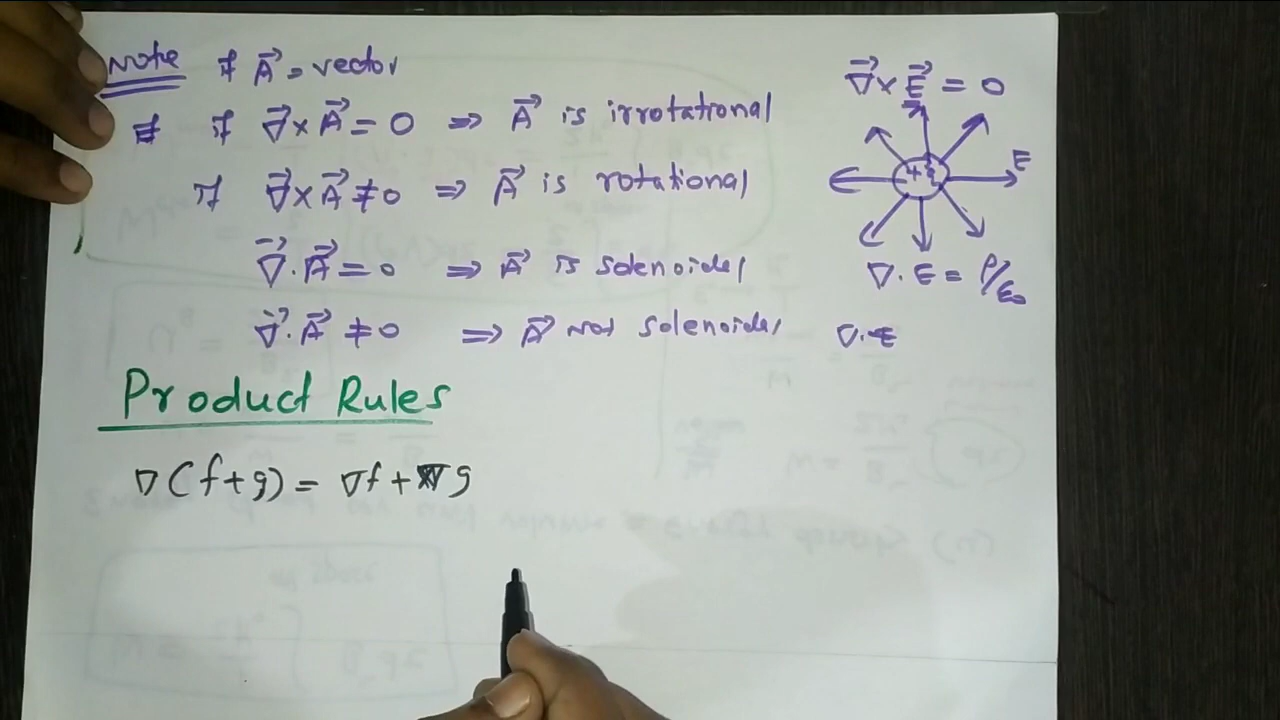 Note if A⃗ = vector
if ∇⃗ × A⃗ = 0 ⇒ A⃗ is irrotational
if ∇⃗ × A⃗ ≠ 0 ⇒ A⃗ is rotational
∇⃗ . A⃗ = 0 ⇒ A⃗ is solenoidal
∇⃗ . A⃗ ≠ 0 ⇒ A⃗ not solenoidal
∇⃗ × E⃗ = 0
E
+
∇ . E = ρ/ε₀
∇ . E
Product Rules
∇(f+g) = ∇f + ∇g